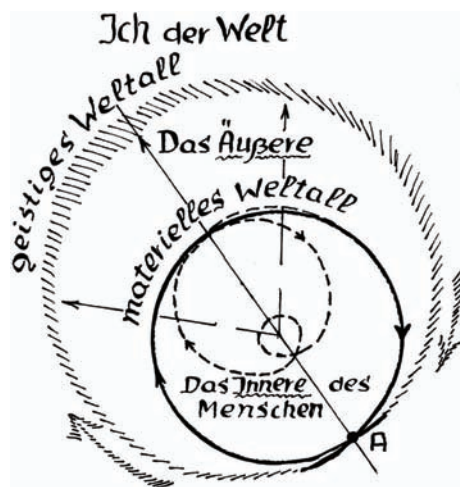 Ich der Welt
geistiges Weltall
Das Äußere
materielles Weltall
Das Innere des
Menschen
A